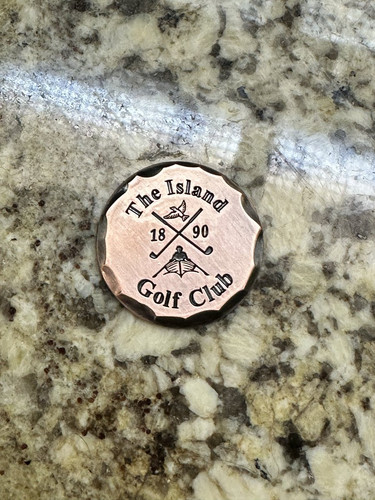 The Island
18 90
Golf Club